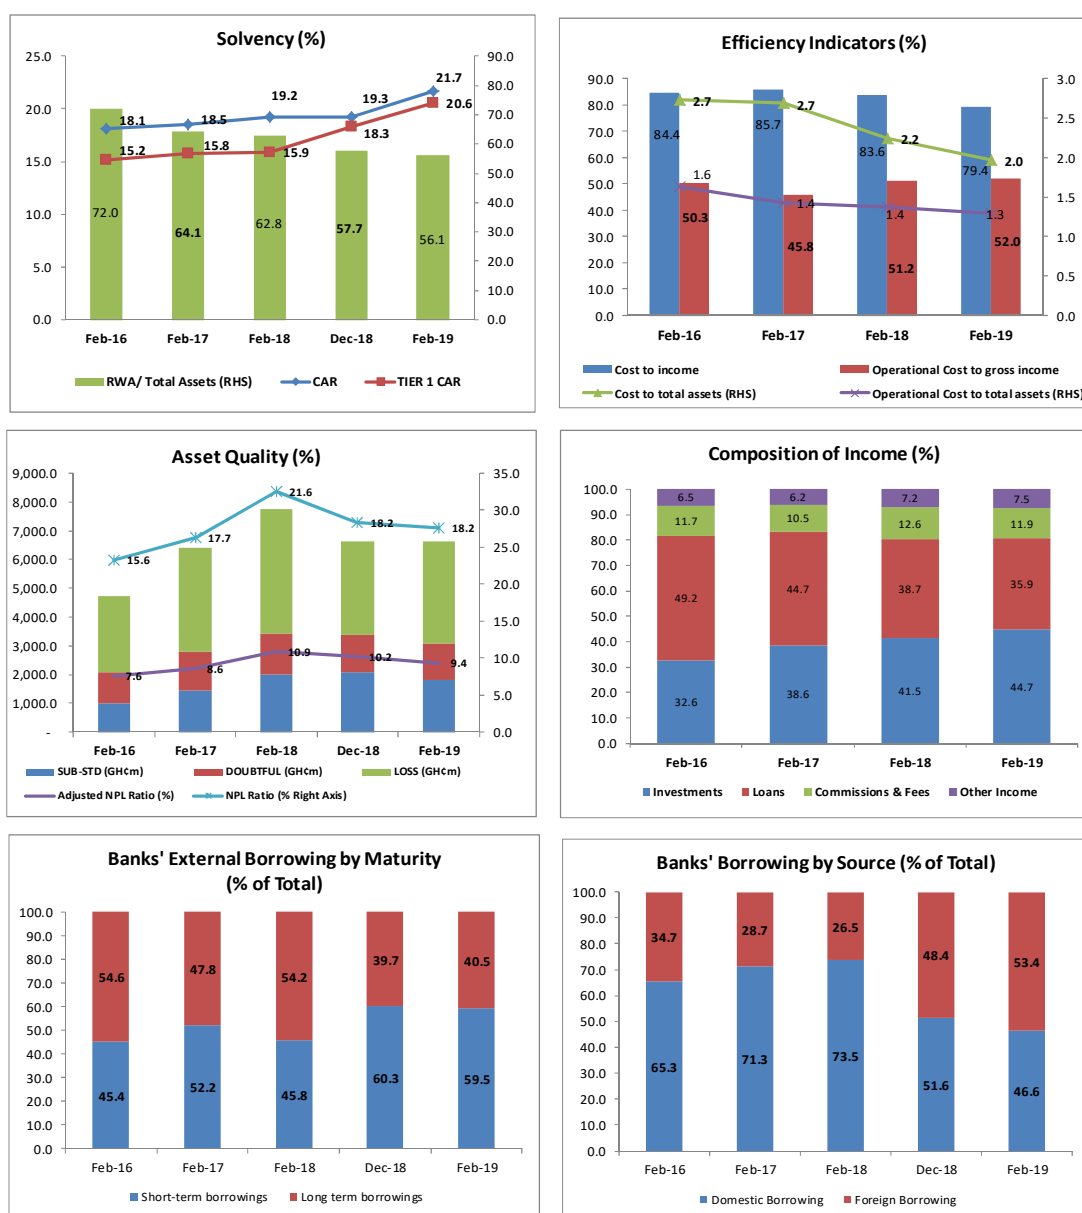 Solvency (%)
25.0
20.0
15.0
10.0
5.0
0.0
90.0
80.0
70.0
60.0
50.0
40.0
30.0
20.0
10.0
0.0
18.1
18.5
19.2
19.3
21.7
15.2
15.8
15.9
18.3
20.6
72.0
64.1
62.8
57.7
56.1
Feb-16
Feb-17
Feb-18
Dec-18
Feb-19
RWA/ Total Assets (RHS)
CAR
TIER 1 CAR
Efficiency Indicators (%)
90.0
80.0
70.0
60.0
50.0
40.0
30.0
20.0
10.0
0.0
3.0
2.5
2.0
1.5
1.0
0.5
0.0
2.7
2.7
2.2
2.0
84.4
85.7
83.6
79.4
1.6
1.4
1.4
1.3
50.3
45.8
51.2
52.0
Feb-16
Feb-17
Feb-18
Feb-19
Cost to income
Operational Cost to gross income
Cost to total assets (RHS)
Operational Cost to total assets (RHS)
Asset Quality (%)
9,000.0
8,000.0
7,000.0
6,000.0
5,000.0
4,000.0
3,000.0
2,000.0
1,000.0
-
35.0
30.0
25.0
20.0
15.0
10.0
5.0
0.0
15.6
17.7
21.6
18.2
18.2
7.6
8.6
10.9
10.2
9.4
Feb-16
Feb-17
Feb-18
Dec-18
Feb-19
SUB-STD (GH¢m)
DOUBTFUL (GH¢m)
LOSS (GH¢m)
Adjusted NPL Ratio (%)
NPL Ratio (% Right Axis)
Composition of Income (%)
100.0
90.0
80.0
70.0
60.0
50.0
40.0
30.0
20.0
10.0
0.0
6.5
6.2
7.2
7.5
11.7
10.5
12.6
11.9
49.2
44.7
38.7
35.9
32.6
38.6
41.5
44.7
Feb-16
Feb-17
Feb-18
Feb-19
Investments
Loans
Commissions & Fees
Other Income
Banks' External Borrowing by Maturity
(% of Total)
100.0
90.0
80.0
70.0
60.0
50.0
40.0
30.0
20.0
10.0
0.0
54.6
47.8
54.2
39.7
40.5
45.4
52.2
45.8
60.3
59.5
Feb-16
Feb-17
Feb-18
Dec-18
Feb-19
Short-term borrowings
Long term borrowings
Banks' Borrowing by Source (% of Total)
100.0
90.0
80.0
70.0
60.0
50.0
40.0
30.0
20.0
10.0
0.0
34.7
28.7
26.5
48.4
53.4
65.3
71.3
73.5
51.6
46.6
Feb-16
Feb-17
Feb-18
Dec-18
Feb-19
Domestic Borrowing
Foreign Borrowing